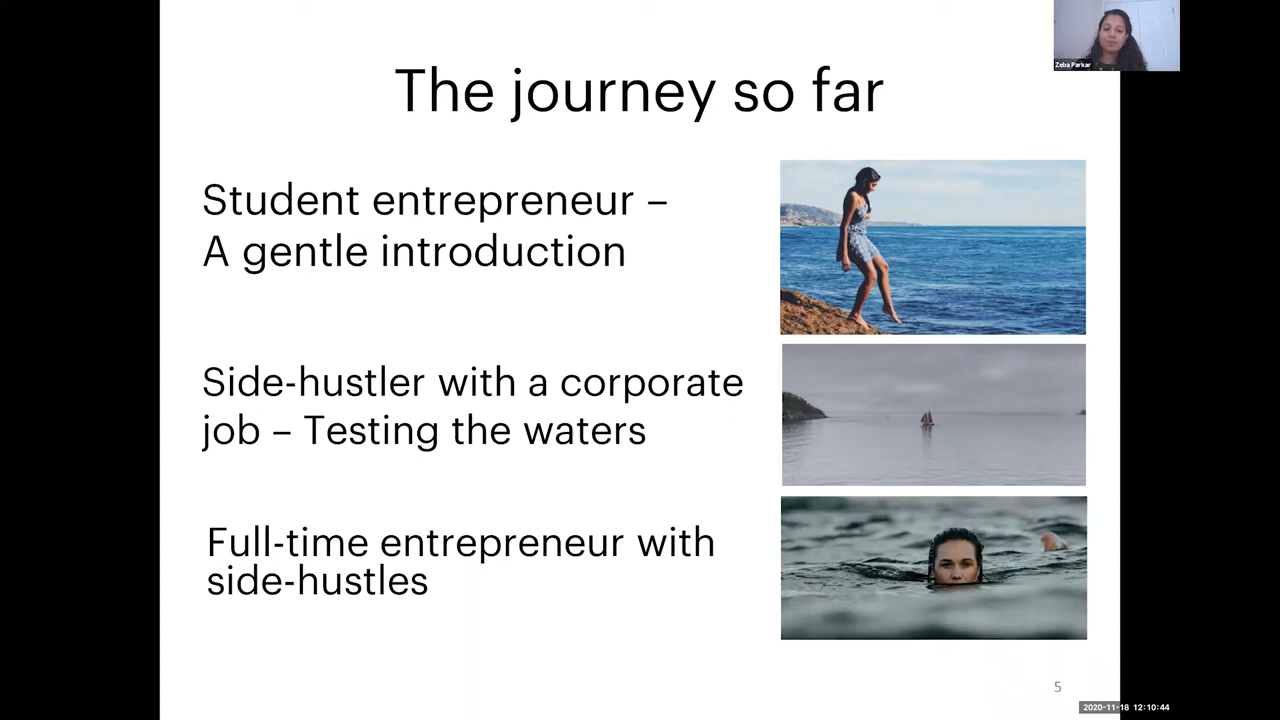 Zeba Parkar
The journey so far
Student entrepreneur –
A gentle introduction
Side-hustler with a corporate
job – Testing the waters
Full-time entrepreneur with
side-hustles
5
2020-11-18 12:10:44